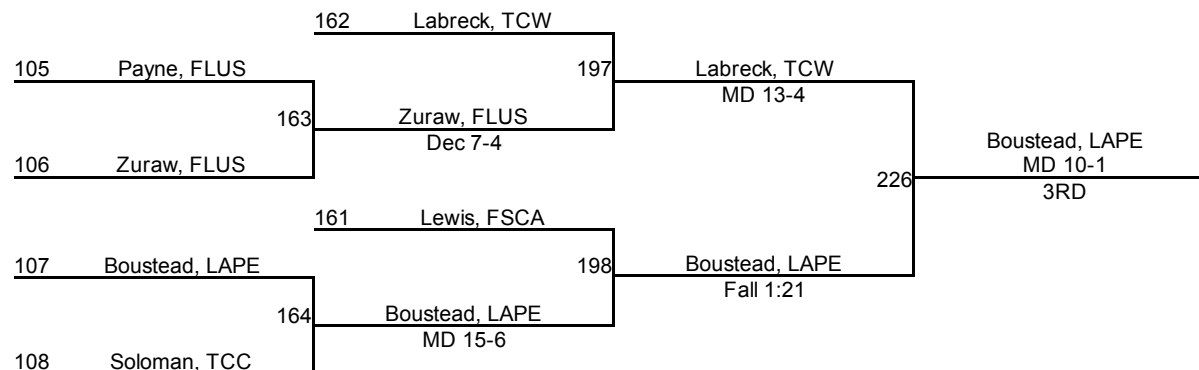 162 Labreck, TCW
105 Payne, FLUS
197 Labreck, TCW
MD 13-4
163 Zuraw, FLUS
Dec 7-4
106 Zuraw, FLUS
Boustead, LAPE
MD 10-1
226
3RD
161 Lewis, FSCA
107 Boustead, LAPE
198 Boustead, LAPE
Fall 1:21
164 Boustead, LAPE
MD 15-6
108 Soloman, TCC